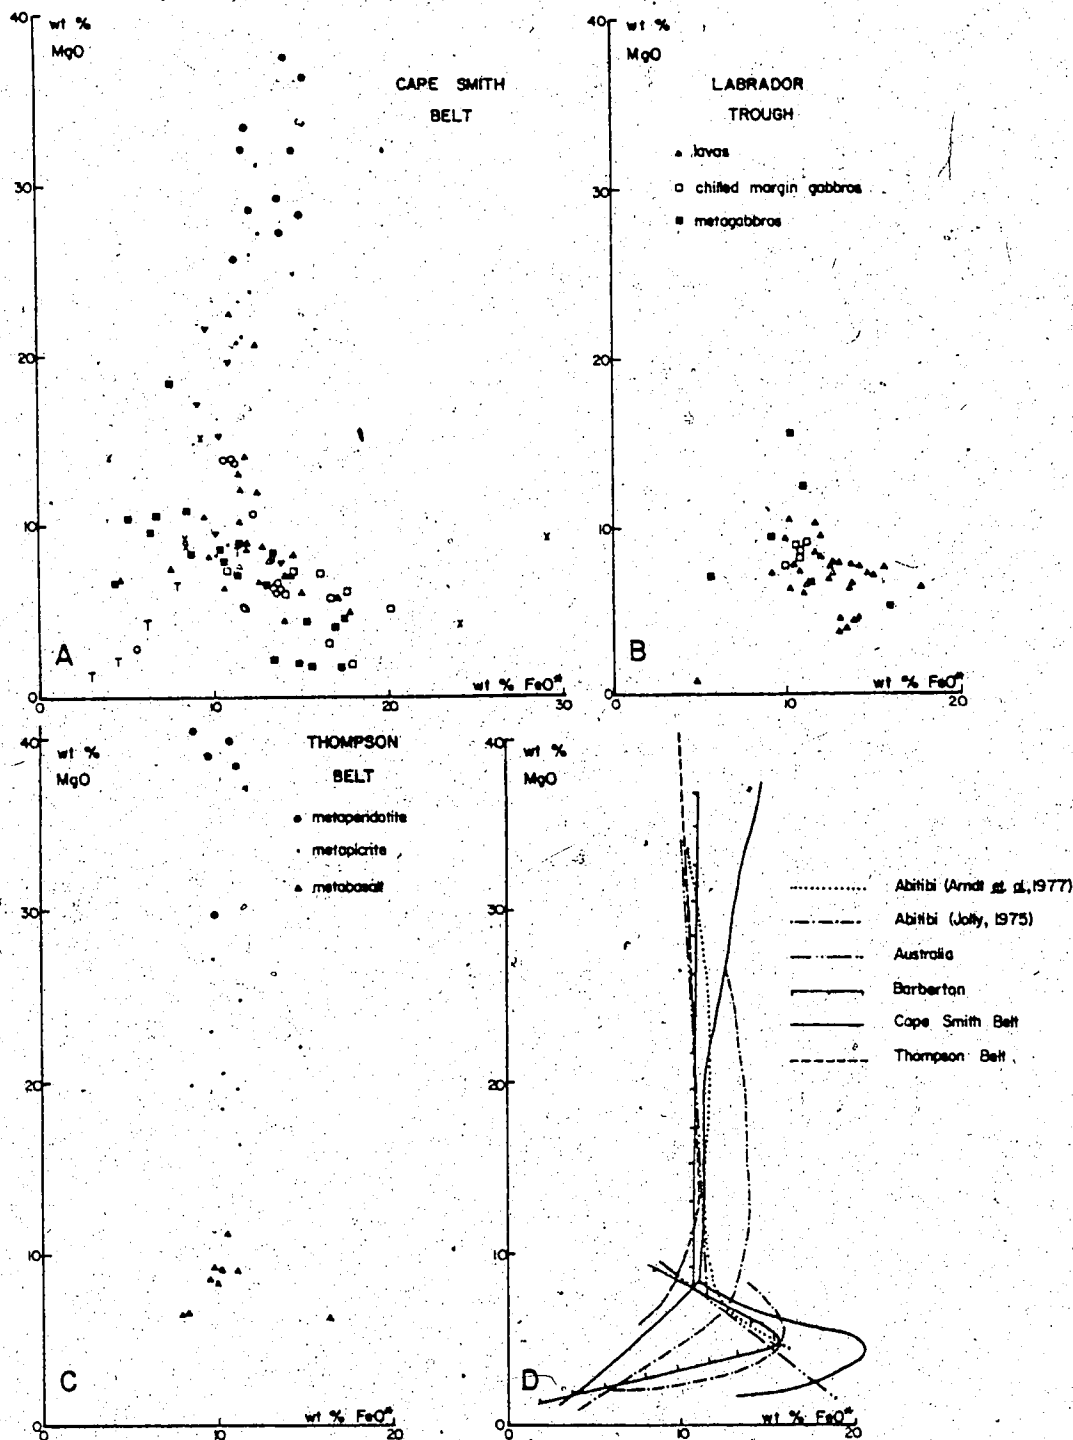 40
wt %
MgO
CAPE SMITH
BELT
30
20
10
A
wt % FeO*
0
0
10
20
30
40
wt %
MgO
LABRADOR
TROUGH
lavas
chilled margin gabbros
metagabbros
30
20
10
B
wt % FeO*
0
0
10
20
40
wt %
MgO
THOMPSON
BELT
metaperidotite
metapicrite
metabasalt
30
20
10
C
wt % FeO*
0
0
10
20
40
wt %
MgO
Abitibi (Arndt et al, 1977)
30
Abitibi (Jolly, 1975)
Australia
Barberton
Cape Smith Belt
Thompson Belt
20
10
D
wt % FeO*
0
0
10
20